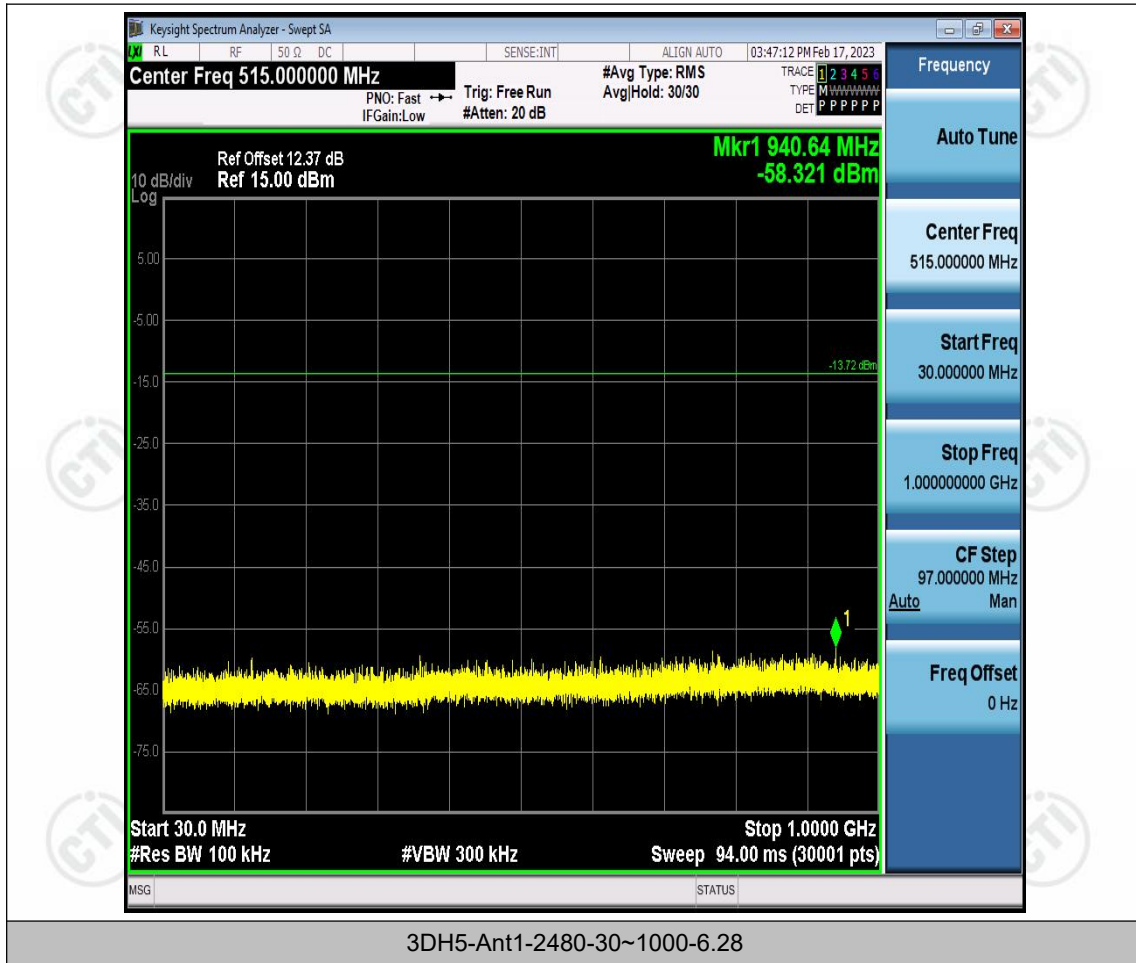 Keysight Spectrum Analyzer - Swept SA
LXI RL RF 50 Ω DC SENSE:INT ALIGN AUTO 03:47:12 PM Feb 17, 2023
Center Freq 515.000000 MHz
PNO: Fast
IFGain:Low
Trig: Free Run
#Atten: 20 dB
#Avg Type: RMS
Avg|Hold: 30/30
TRACE 1 2 3 4 5 6
TYPE M WWWWW
DET P P P P P P
Mkr1 940.64 MHz
-58.321 dBm
Ref Offset 12.37 dB
10 dB/div Ref 15.00 dBm
Log
5.00
-5.00
-13.72 dBm
-15.0
-25.0
-35.0
-45.0
-55.0
1
-65.0
-75.0
Start 30.0 MHz Stop 1.0000 GHz
#Res BW 100 kHz #VBW 300 kHz Sweep 94.00 ms (30001 pts)
MSG STATUS
Frequency
Auto Tune
Center Freq
515.000000 MHz
Start Freq
30.000000 MHz
Stop Freq
1.000000000 GHz
CF Step
97.000000 MHz
Auto Man
Freq Offset
0 Hz
CTI
CTI
CTI
CTI
CTI
CTI
3DH5-Ant1-2480-30~1000-6.28